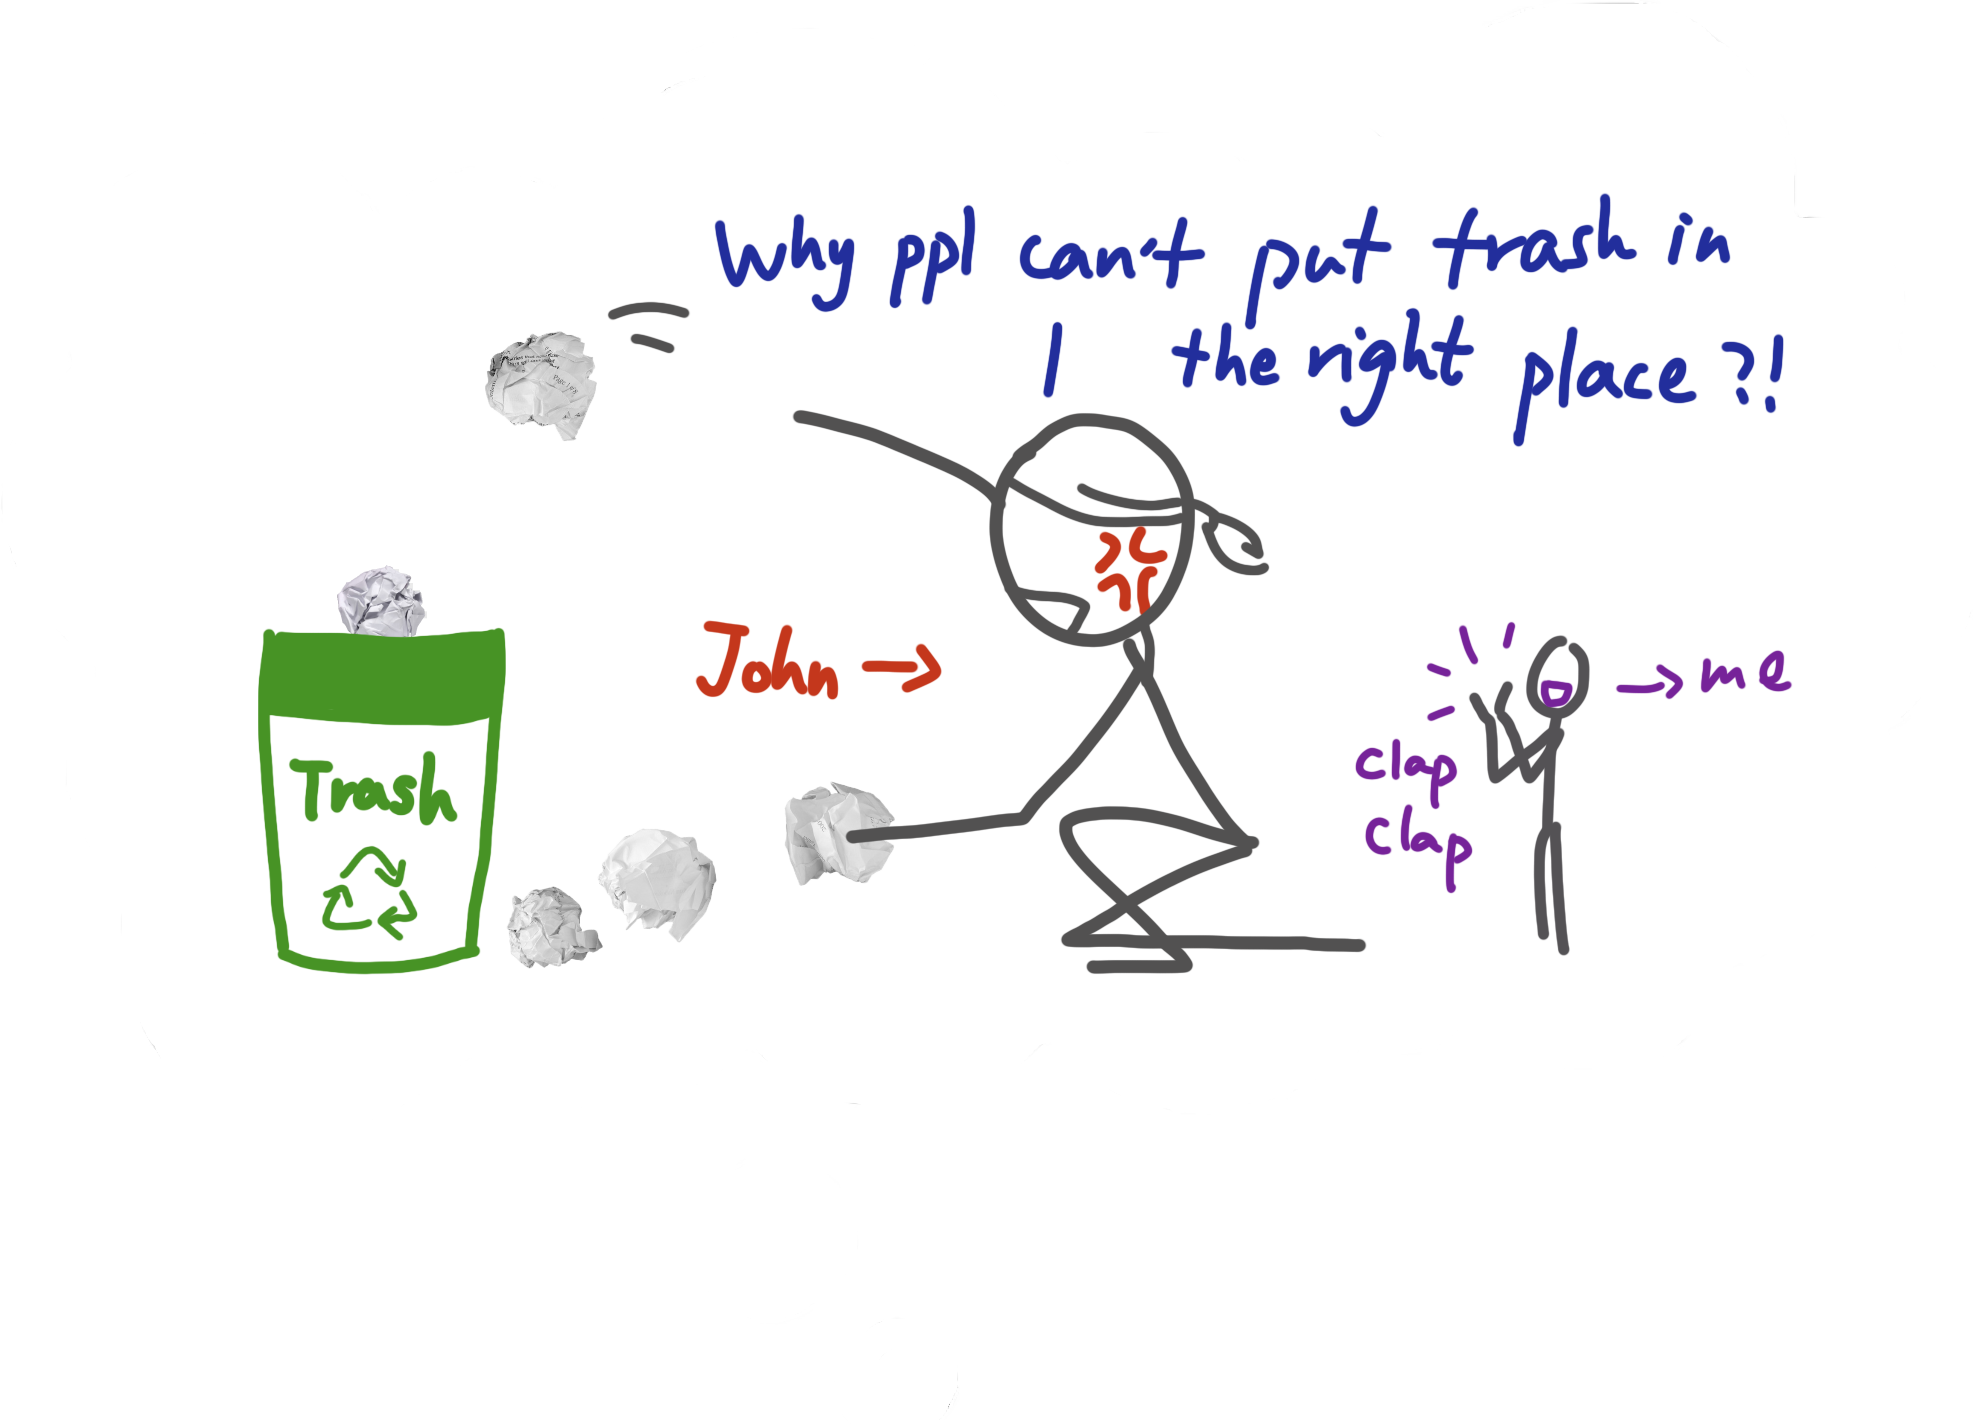 Why ppl can't put trash in
the right place?!
John →
→ me
clap
clap
Trash